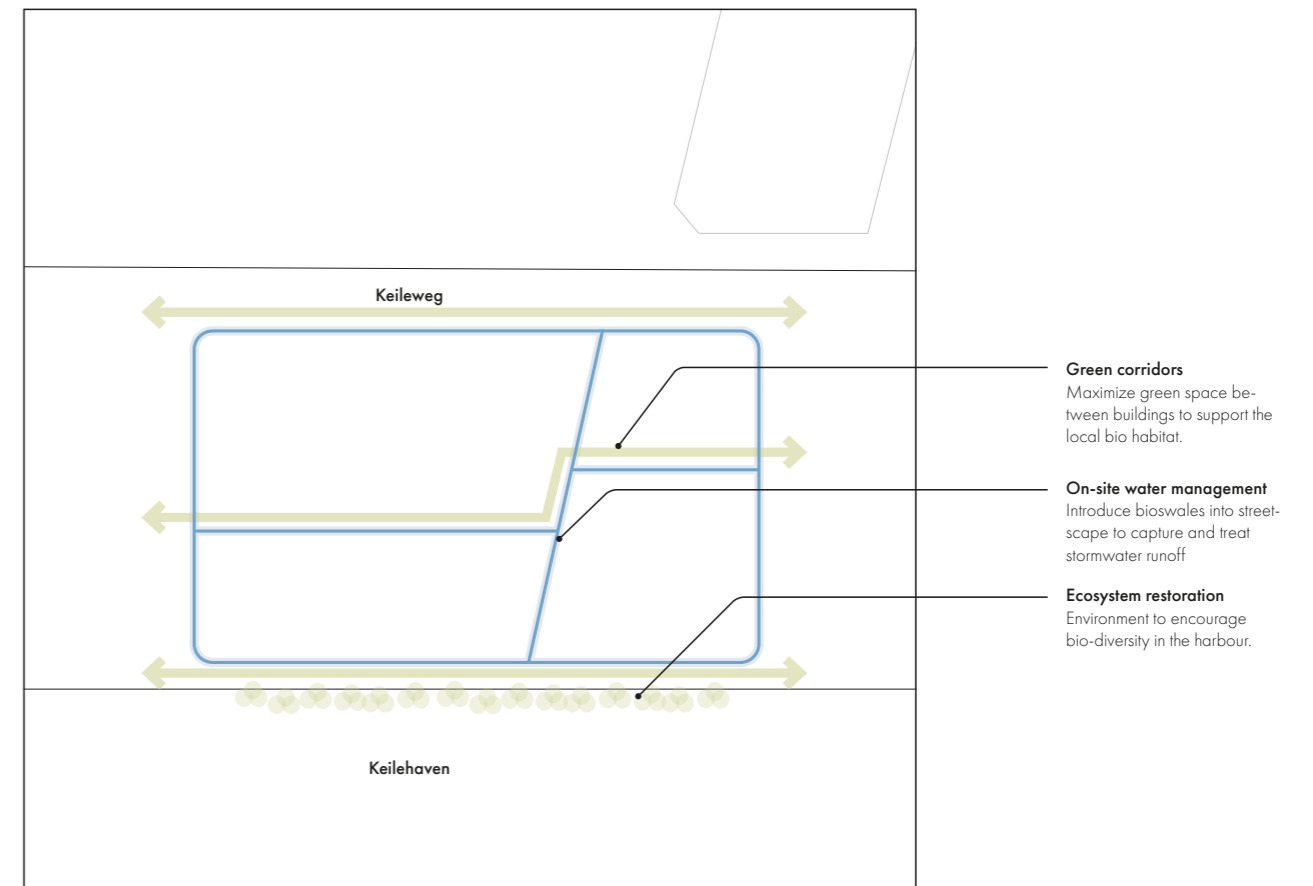 Keileweg
Green corridors
Maximize green space be-
tween buildings to support the
local bio habitat.
On-site water management
Introduce bioswales into street-
scape to capture and treat
stormwater runoff
Ecosystem restoration
Environment to encourage
bio-diversity in the harbour.
Keilehaven